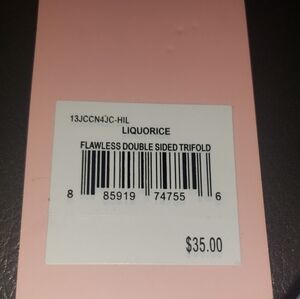 13JCCN4JC-HIL
LIQUORICE
FLAWLESS DOUBLE SIDED TRIFOLD
8 85919 74755 6
$35.00